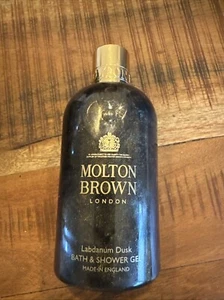 MOLTON
BROWN
LONDON
Labdanum Dusk
BATH & SHOWER GE
MADE IN ENGLAND